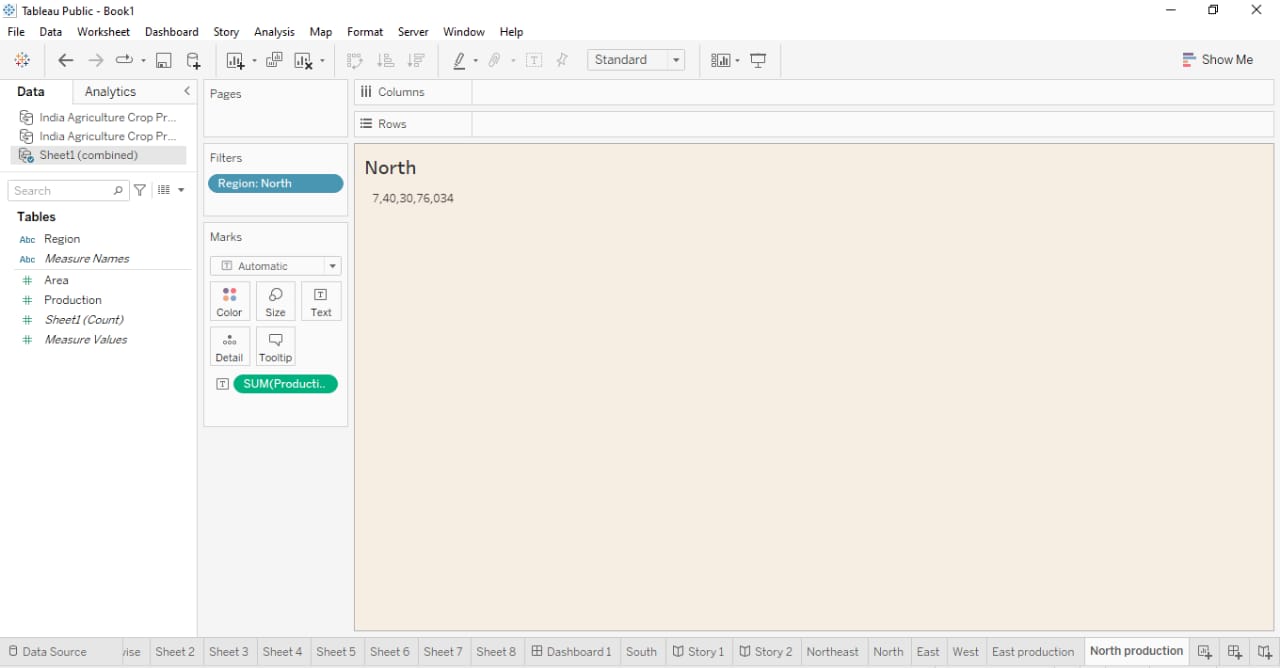 Tableau Public - Book1
File Data Worksheet Dashboard Story Analysis Map Format Server Window Help
Standard
Show Me
Data Analytics
India Agriculture Crop Pr...
India Agriculture Crop Pr...
Sheet1 (combined)
Search
Tables
Abc Region
Abc Measure Names
# Area
# Production
# Sheet1 (Count)
# Measure Values
Pages
Filters
Region: North
Marks
T Automatic
Color Size Text
Detail Tooltip
T SUM(Producti..
Columns
Rows
North
7,40,30,76,034
Data Source vise Sheet 2 Sheet 3 Sheet 4 Sheet 5 Sheet 6 Sheet 7 Sheet 8 Dashboard 1 South Story 1 Story 2 Northeast North East West East production North production